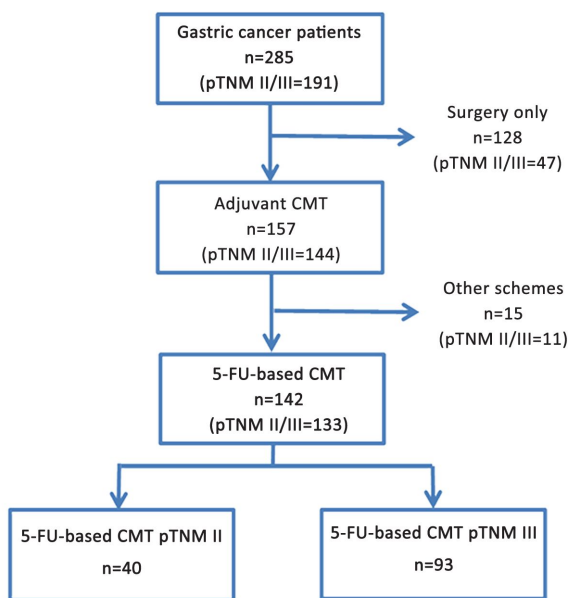 Gastric cancer patients
n=285
(pTNM II/III=191)
Surgery only
n=128
(pTNM II/III=47)
Adjuvant CMT
n=157
(pTNM II/III=144)
Other schemes
n=15
(pTNM II/III=11)
5-FU-based CMT
n=142
(pTNM II/III=133)
5-FU-based CMT pTNM II
n=40
5-FU-based CMT pTNM III
n=93